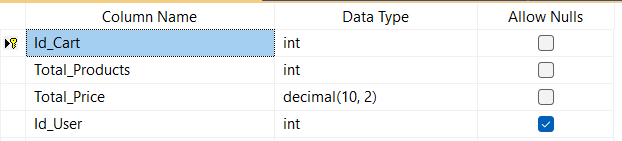 Column Name Data Type Allow Nulls
Id_Cart int
Total_Products int
Total_Price decimal(10, 2)
Id_User int